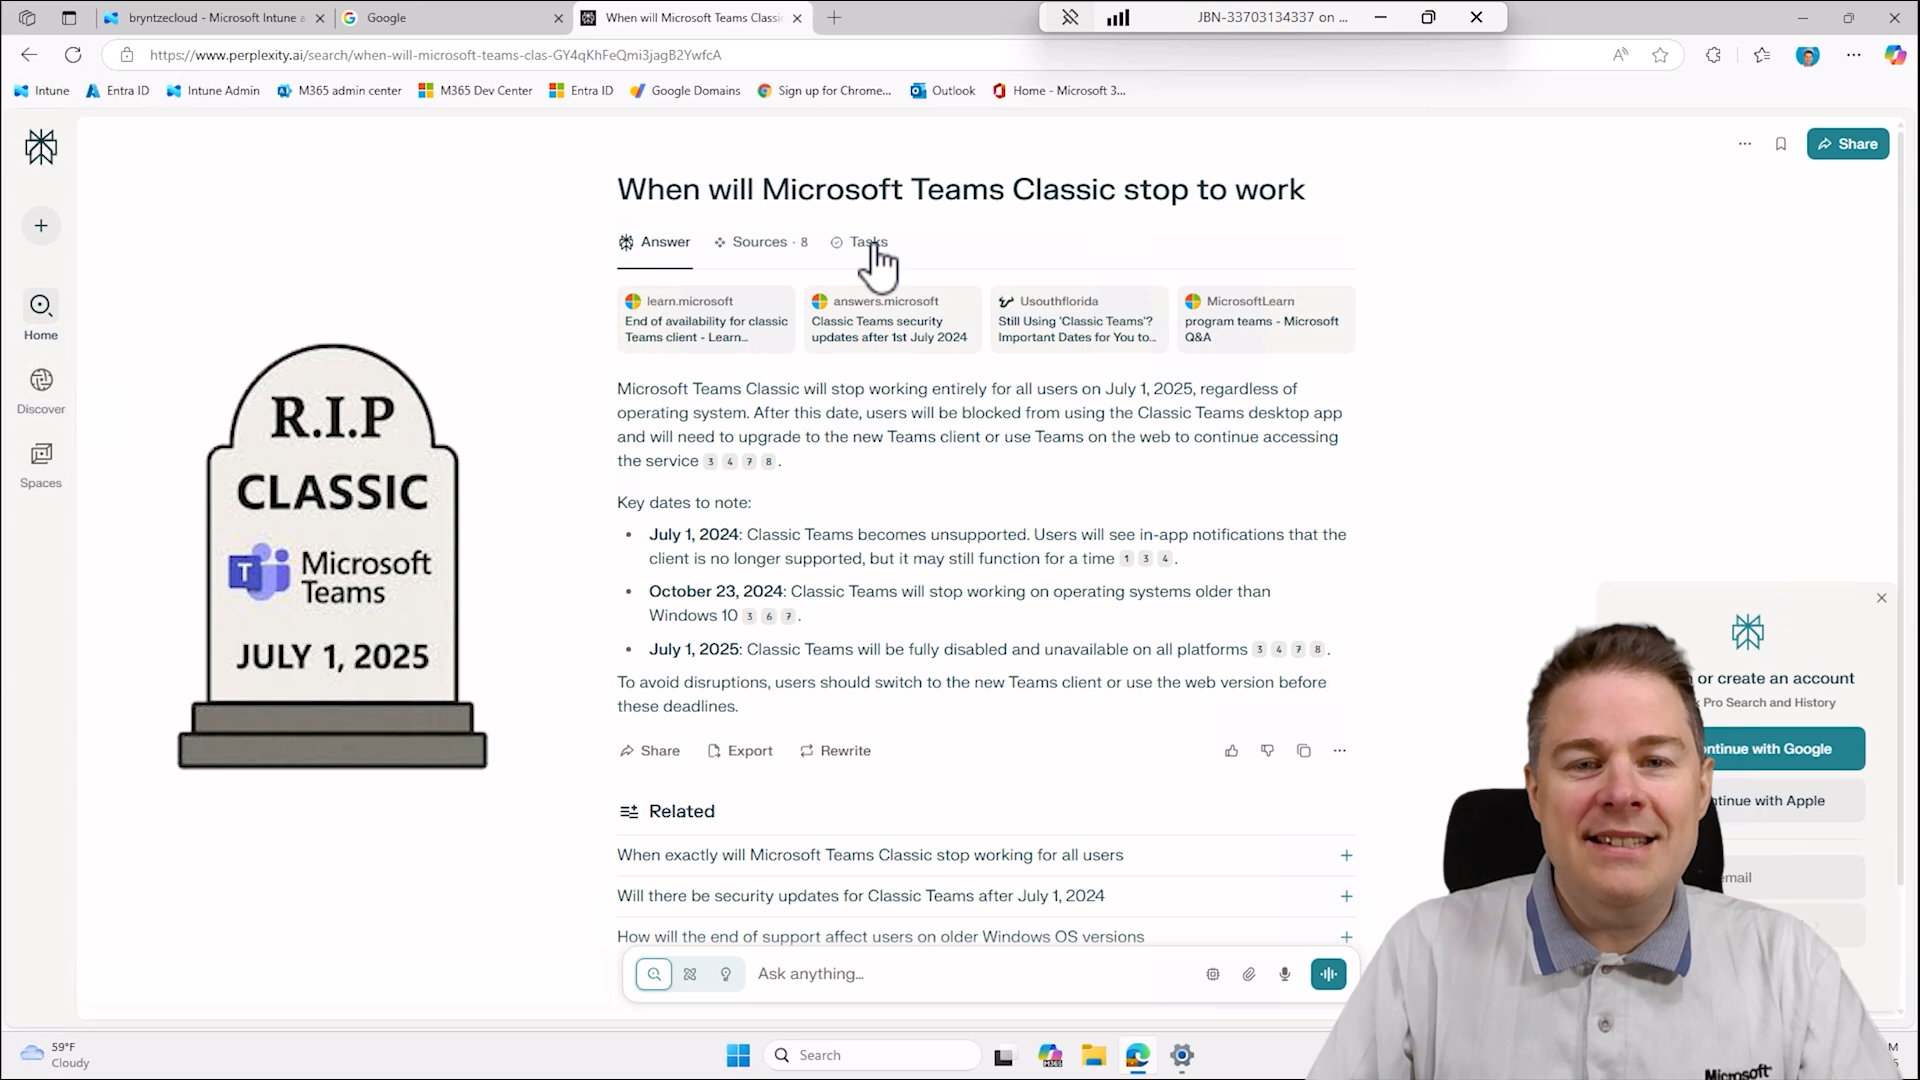 bryntzecloud - Microsoft Intune a
Google
When will Microsoft Teams Classic
JBN-33703134337 on ...
https://www.perplexity.ai/search/when-will-microsoft-teams-clas-GY4qKhFeQmi3jagB2YwfcA
Intune
Entra ID
Intune Admin
M365 admin center
M365 Dev Center
Entra ID
Google Domains
Sign up for Chrome...
Outlook
Home - Microsoft 3...
Share
When will Microsoft Teams Classic stop to work
Answer
Sources · 8
Tasks
Home
Discover
Spaces
learn.microsoft
End of availability for classic
Teams client - Learn...
answers.microsoft
Classic Teams security
updates after 1st July 2024
Usouthflorida
Still Using 'Classic Teams'?
Important Dates for You to...
MicrosoftLearn
program teams - Microsoft
Q&A
R.I.P
CLASSIC
T
Microsoft
Teams
JULY 1, 2025
Microsoft Teams Classic will stop working entirely for all users on July 1, 2025, regardless of
operating system. After this date, users will be blocked from using the Classic Teams desktop app
and will need to upgrade to the new Teams client or use Teams on the web to continue accessing
the service 3 4 7 8 .
Key dates to note:
• July 1, 2024: Classic Teams becomes unsupported. Users will see in-app notifications that the
client is no longer supported, but it may still function for a time 1 3 4 .
• October 23, 2024: Classic Teams will stop working on operating systems older than
Windows 10 3 6 7 .
• July 1, 2025: Classic Teams will be fully disabled and unavailable on all platforms 3 4 7 8 .
To avoid disruptions, users should switch to the new Teams client or use the web version before
these deadlines.
Share
Export
Rewrite
Related
When exactly will Microsoft Teams Classic stop working for all users
Will there be security updates for Classic Teams after July 1, 2024
How will the end of support affect users on older Windows OS versions
Ask anything...
or create an account
Pro Search and History
ntinue with Google
ntinue with Apple
email
59°F
Cloudy
Search
M365
Microsoft